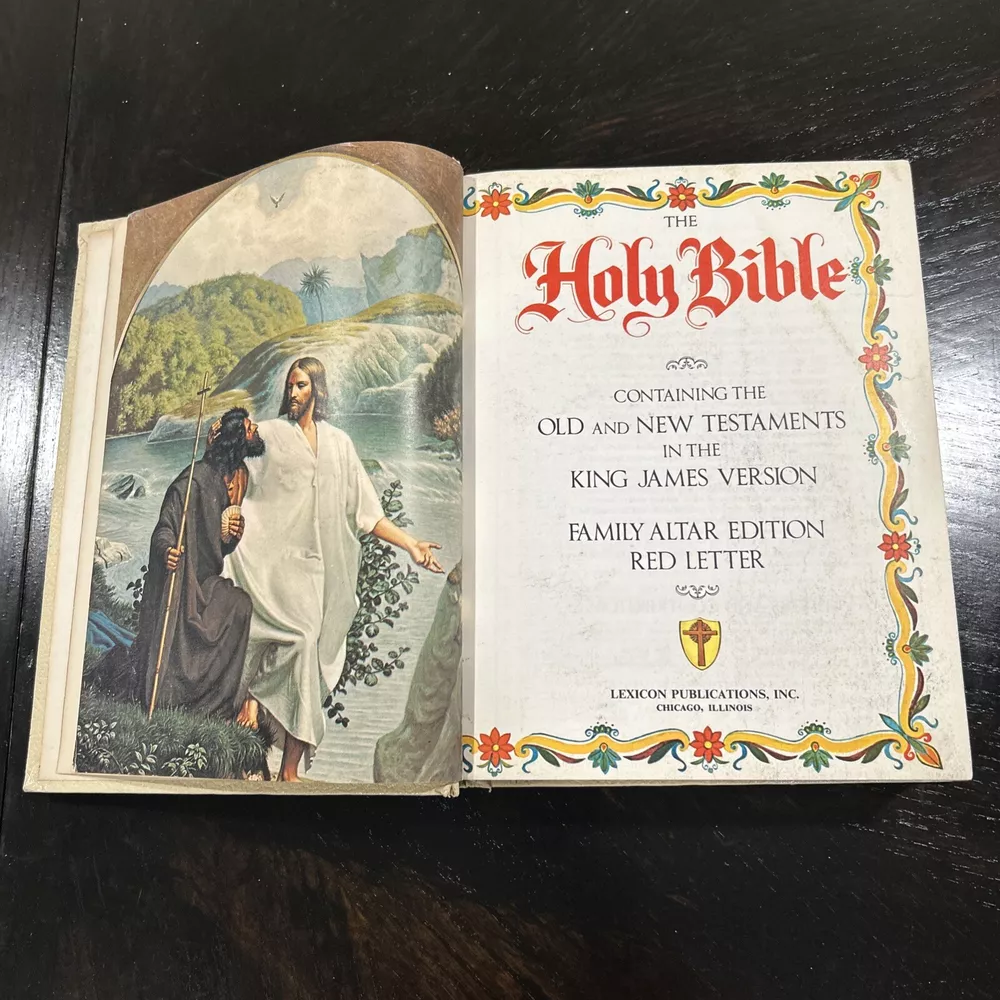 THE
Holy Bible
CONTAINING THE
OLD AND NEW TESTAMENTS
IN THE
KING JAMES VERSION
FAMILY ALTAR EDITION
RED LETTER
LEXICON PUBLICATIONS, INC.
CHICAGO, ILLINOIS